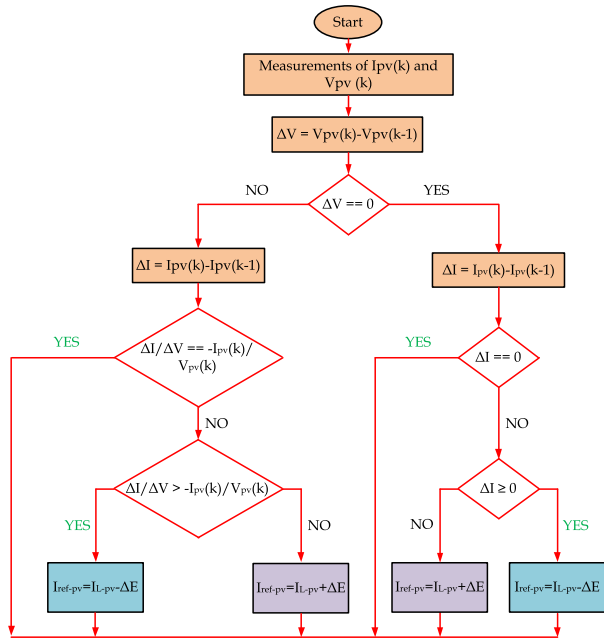 Start
Measurements of Ipv(k) and
Vpv (k)
ΔV = Vpv(k)-Vpv(k-1)
NO
YES
ΔV == 0
ΔI = Ipv(k)-Ipv(k-1)
ΔI = Ipv(k)-Ipv(k-1)
YES
ΔI/ΔV == -Ipv(k)/
Vpv(k)
YES
ΔI == 0
NO
NO
ΔI/ΔV > -Ipv(k)/Vpv(k)
ΔI ≥ 0
YES
NO
NO
YES
Iref-pv=IL-pv-ΔE
Iref-pv=IL-pv+ΔE
Iref-pv=IL-pv+ΔE
Iref-pv=IL-pv-ΔE